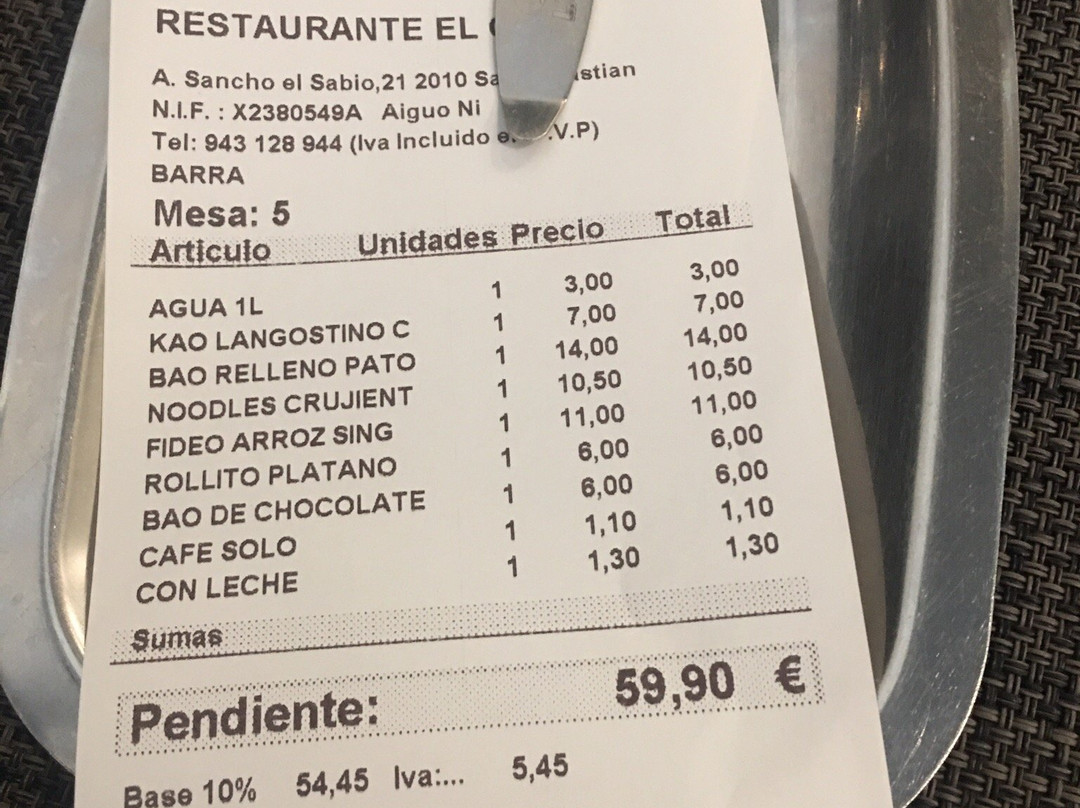 RESTAURANTE EL
A. Sancho el Sabio,21 2010
N.I.F. : X2380549A Aiguo Ni
Tel: 943 128 944 (Iva Incluido
BARRA
Mesa: 5
Articulo Unidades Precio Total
AGUA 1L 1 3,00 3,00
KAO LANGOSTINO C 1 7,00 7,00
BAO RELLENO PATO 1 14,00 14,00
NOODLES CRUJIENT 1 10,50 10,50
FIDEO ARROZ SING 1 11,00 11,00
ROLLITO PLATANO 1 6,00 6,00
BAO DE CHOCOLATE 1 6,00 6,00
CAFE SOLO 1 1,10 1,10
CON LECHE 1 1,30 1,30
Sumas
Pendiente: 59,90 €
Base 10% 54,45 Iva:... 5,45